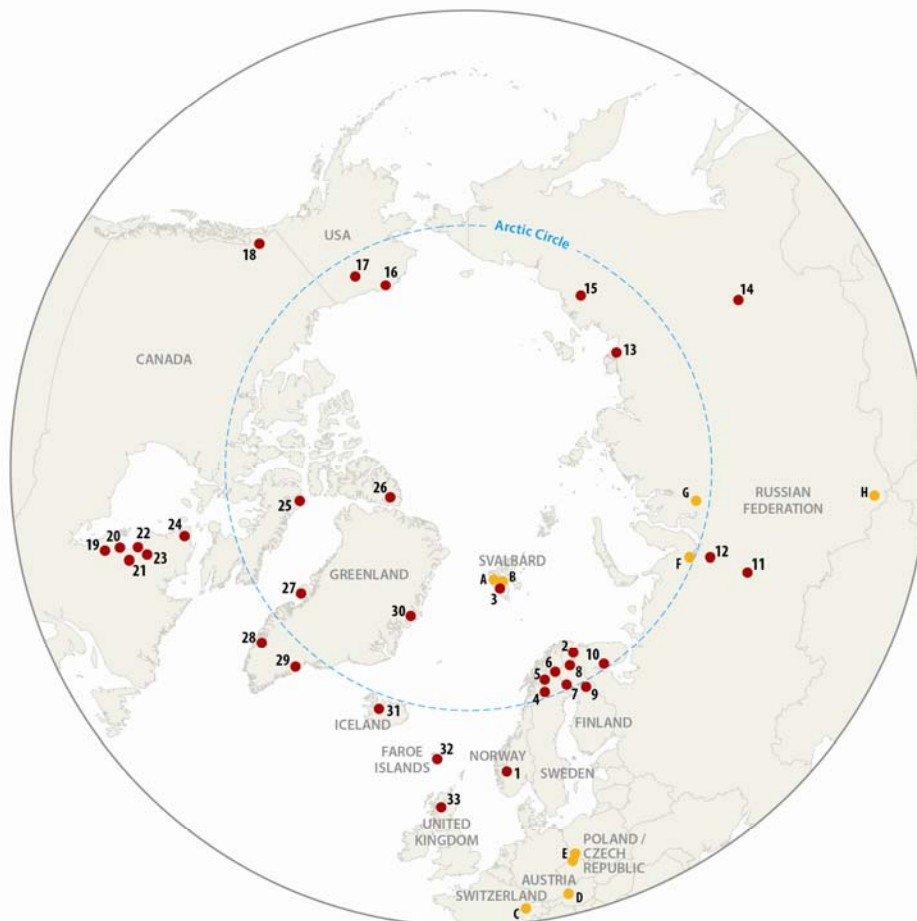 Arctic Circle
USA
18
17
16
15
14
13
CANADA
26
25
G
RUSSIAN
FEDERATION
H
24
22
20
19
23
21
SVALBARD
A
B
3
F
12
11
GREENLAND
27
30
28
29
2
10
6
8
5
4
7
9
31
ICELAND
FINLAND
FAROE
ISLANDS
32
NORWAY
1
SWEDEN
33
UNITED
KINGDOM
E
POLAND /
CZECH
REPUBLIC
AUSTRIA
SWITZERLAND
D
C